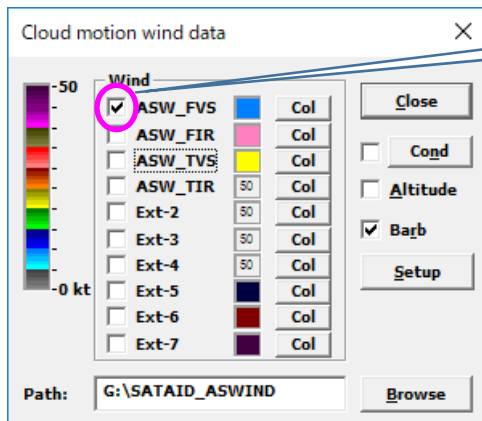 Cloud motion wind data
50
0 kt
Wind
ASW_FVS Col
ASW_FIR Col
ASW_TVS Col
ASW_TIR 50 Col
Ext-2 50 Col
Ext-3 50 Col
Ext-4 50 Col
Ext-5 Col
Ext-6 Col
Ext-7 Col
Close
Cond
Altitude
Barb
Setup
Path: G:\SATAID_ASWIND Browse